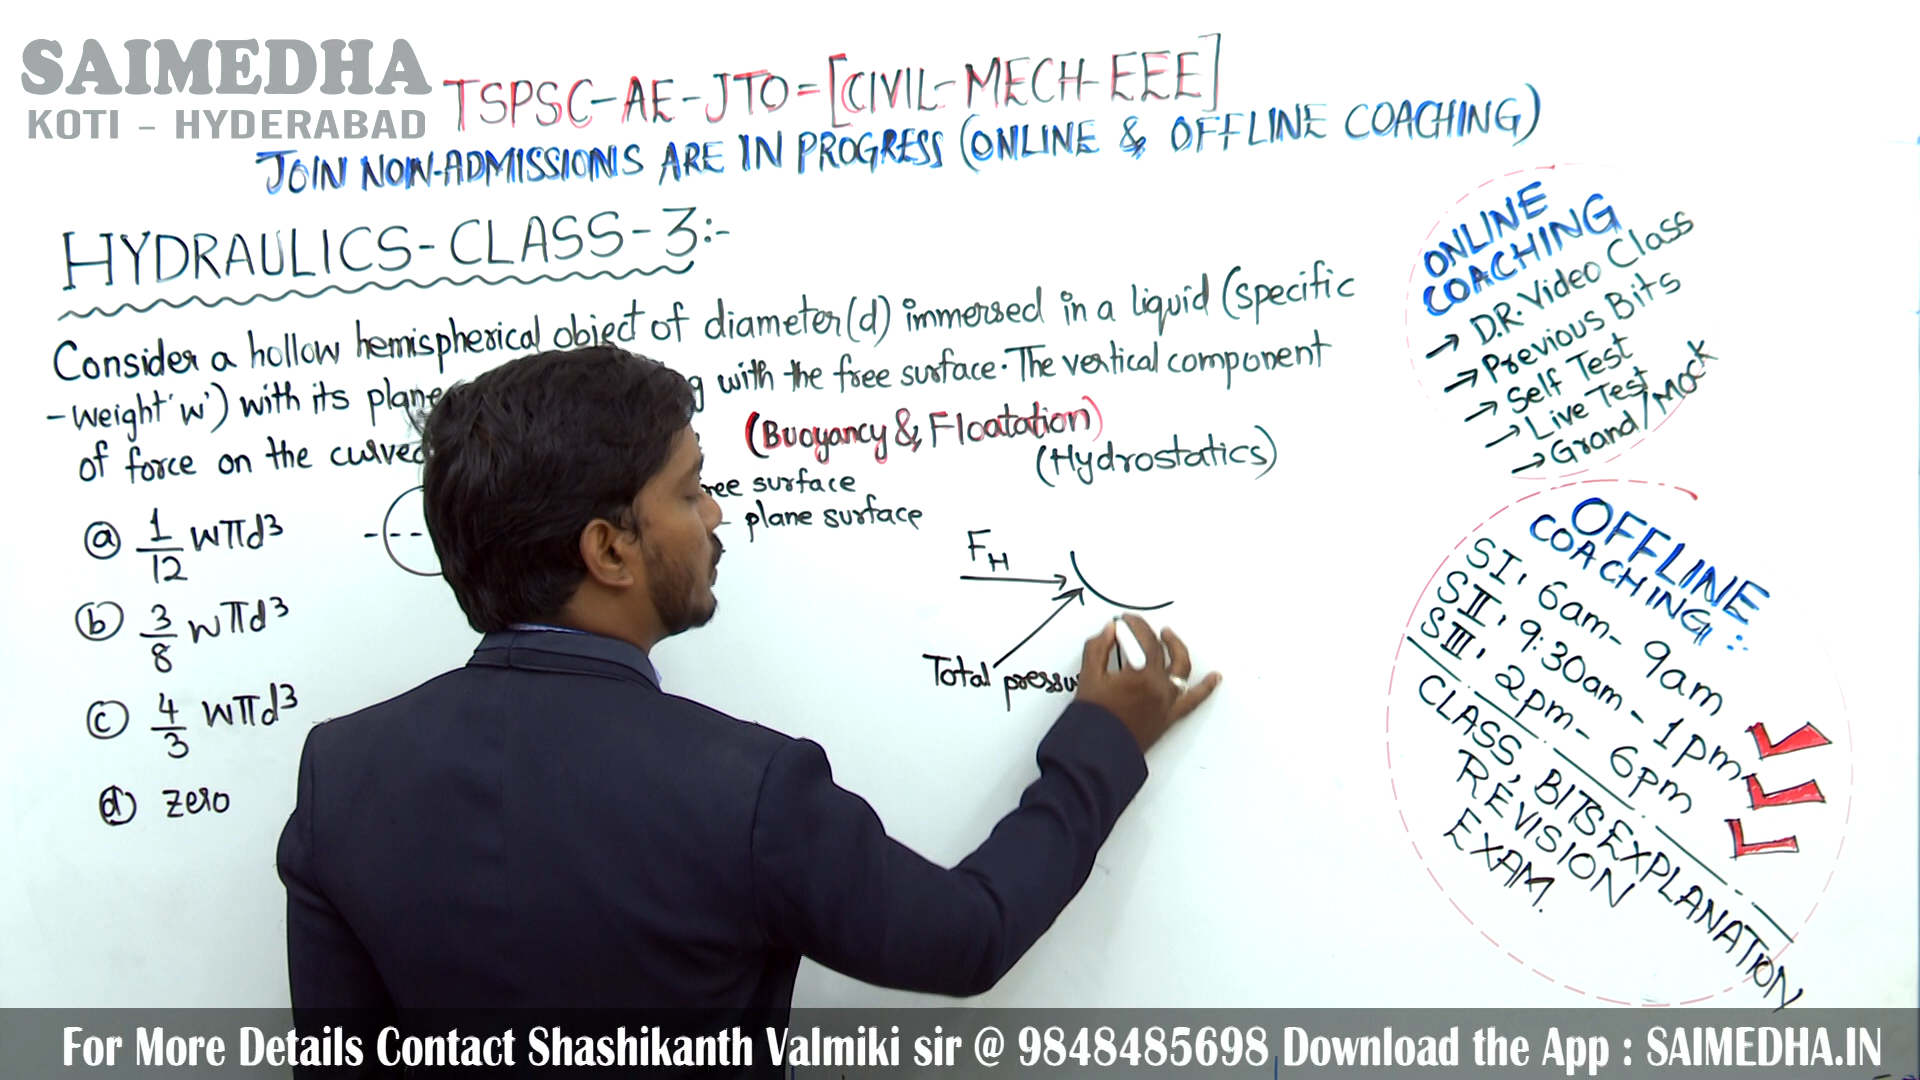 SAIMEDHA
KOTI - HYDERABAD
TSPSC-AE-JTO=[CIVIL-MECH-EEE]
JOIN NOW-ADMISSIONS ARE IN PROGRESS (ONLINE & OFFLINE COACHING)
HYDRAULICS-CLASS-3:-
Consider a hollow hemispherical object of diameter(d) immersed in a liquid (specific
-weight 'w') with its plane with the free surface. The vertical component
of force on the curved
(Buoyancy & Floatation)
(Hydrostatics)
surface
plane surface
(a) 1/12 wπd³
(b) 3/8 wπd³
(c) 4/3 wπd³
(d) zero
F_H
Total
ONLINE
COACHING
→ D.R. Video Class
→ Previous Bits
→ Self Test
→ Live Test
→ Grand/Mock
OFFLINE
COACHING:
SI, 6am-9am
SII, 9:30am-1pm
SIII, 2pm-6pm
CLASS, BITS EXPLANATION
REVISION
EXAM.
For More Details Contact Shashikanth Valmiki sir @ 9848485698 Download the App : SAIMEDHA.IN